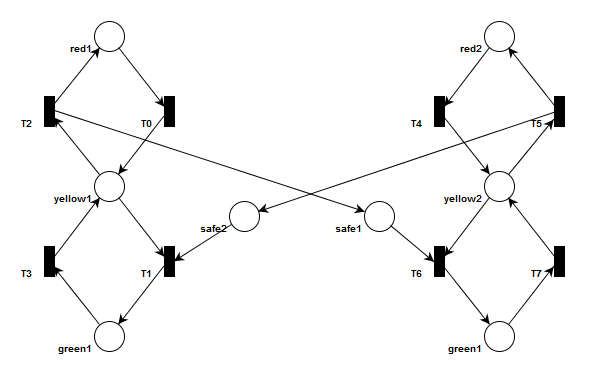 red1
red2
T2
T0
T4
T5
yellow1
yellow2
safe2
safe1
T3
T1
T6
T7
green1
green1